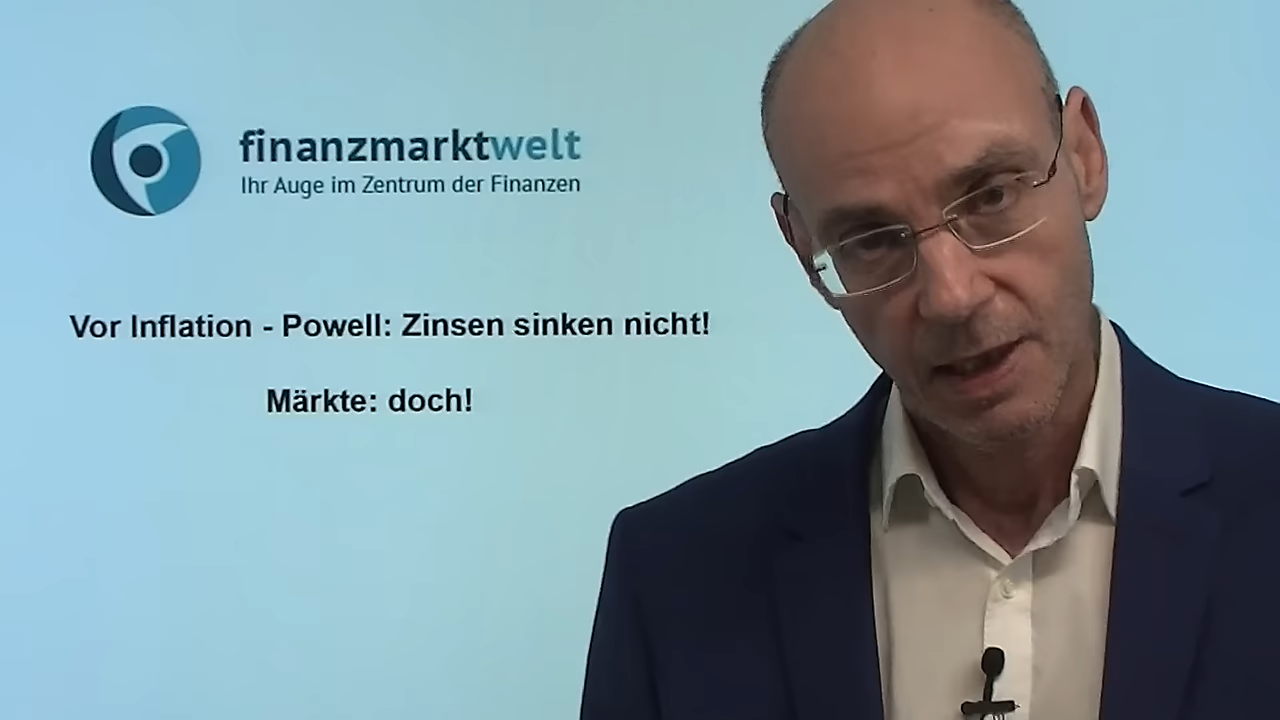 finanzmarktwelt
Ihr Auge im Zentrum der Finanzen
Vor Inflation - Powell: Zinsen sinken nicht!
Märkte: doch!